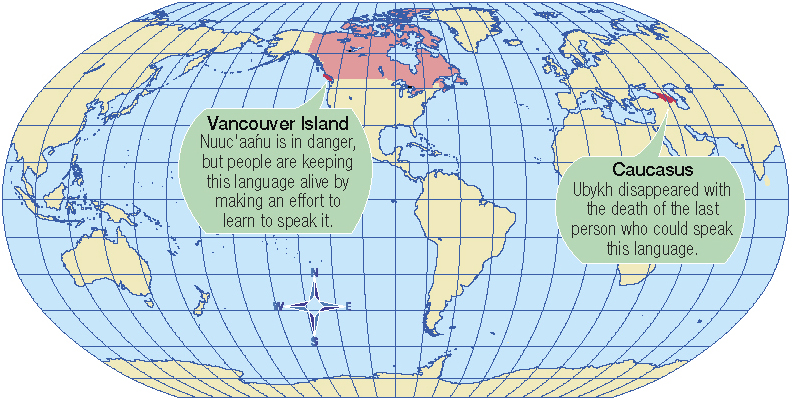 Vancouver Island
Nuuc̓aan̓u is in danger,
but people are keeping
this language alive by
making an effort to
learn to speak it.
Caucasus
Ubykh disappeared with
the death of the last
person who could speak
this language.
N
W
E
S